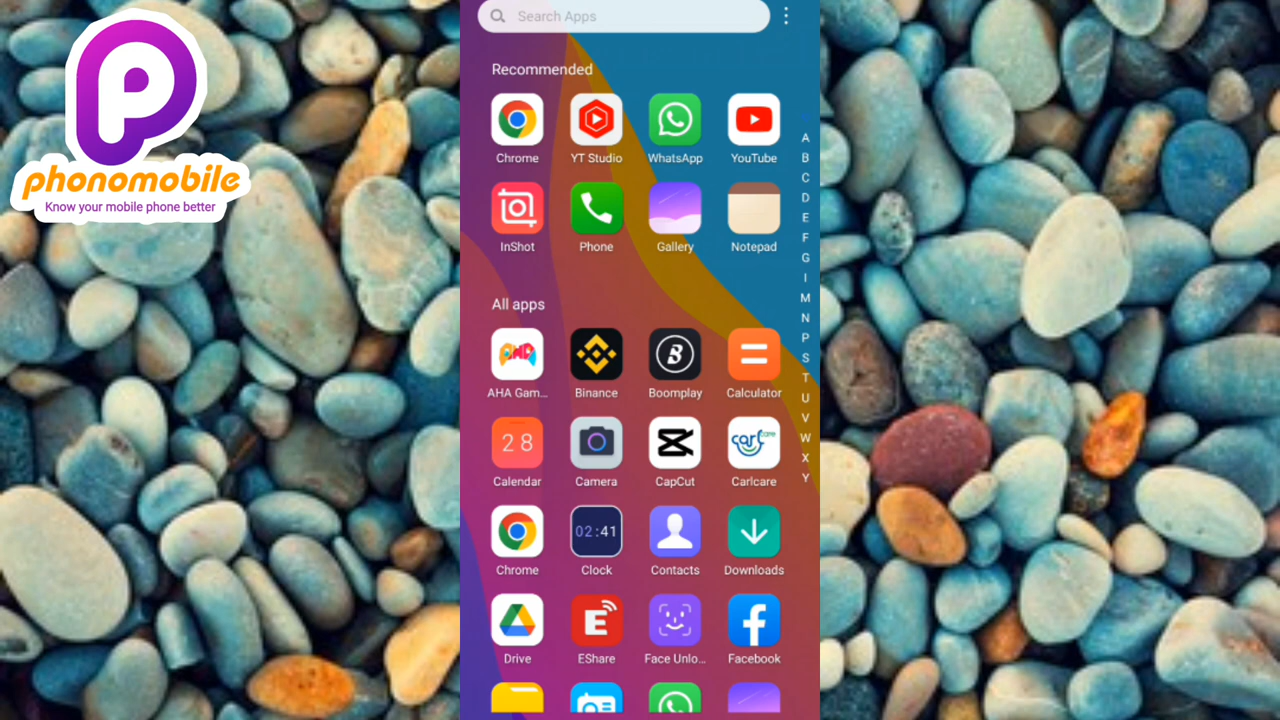 Search Apps
phonomobile
Know your mobile phone better
Recommended
Chrome YT Studio WhatsApp YouTube
InShot Phone Gallery Notepad
All apps
AHA Gam... Binance Boomplay Calculator
28
Calendar Camera CapCut Carlcare
02:41
Chrome Clock Contacts Downloads
Drive EShare Face Unlo... Facebook
A
B
C
D
E
F
G
I
M
N
P
S
T
U
V
W
X
Y